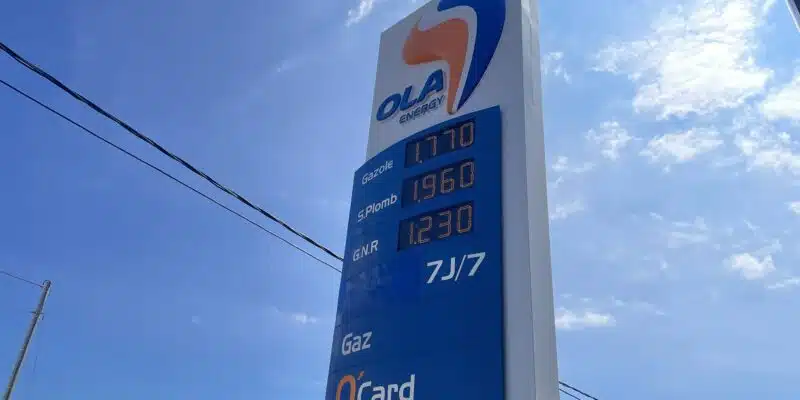 OLA
ENERGY
Gazole 1.770
S.Plomb 1.960
G.N.R 1.230
7J/7
Gaz
O'Card